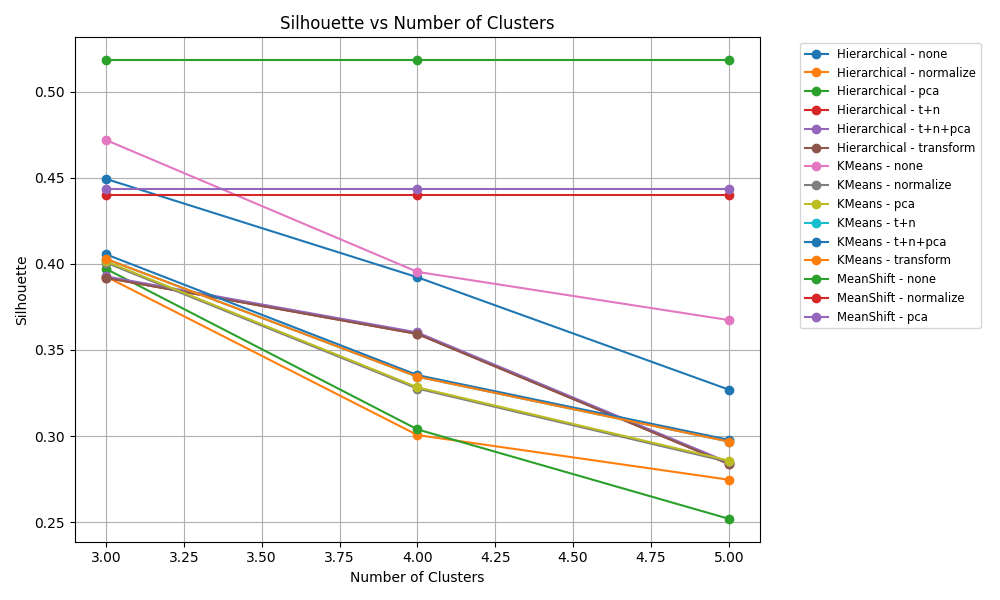 Silhouette vs Number of Clusters
Silhouette
0.50
0.45
0.40
0.35
0.30
0.25
3.00 3.25 3.50 3.75 4.00 4.25 4.50 4.75 5.00
Number of Clusters
Hierarchical - none
Hierarchical - normalize
Hierarchical - pca
Hierarchical - t+n
Hierarchical - t+n+pca
Hierarchical - transform
KMeans - none
KMeans - normalize
KMeans - pca
KMeans - t+n
KMeans - t+n+pca
KMeans - transform
MeanShift - none
MeanShift - normalize
MeanShift - pca